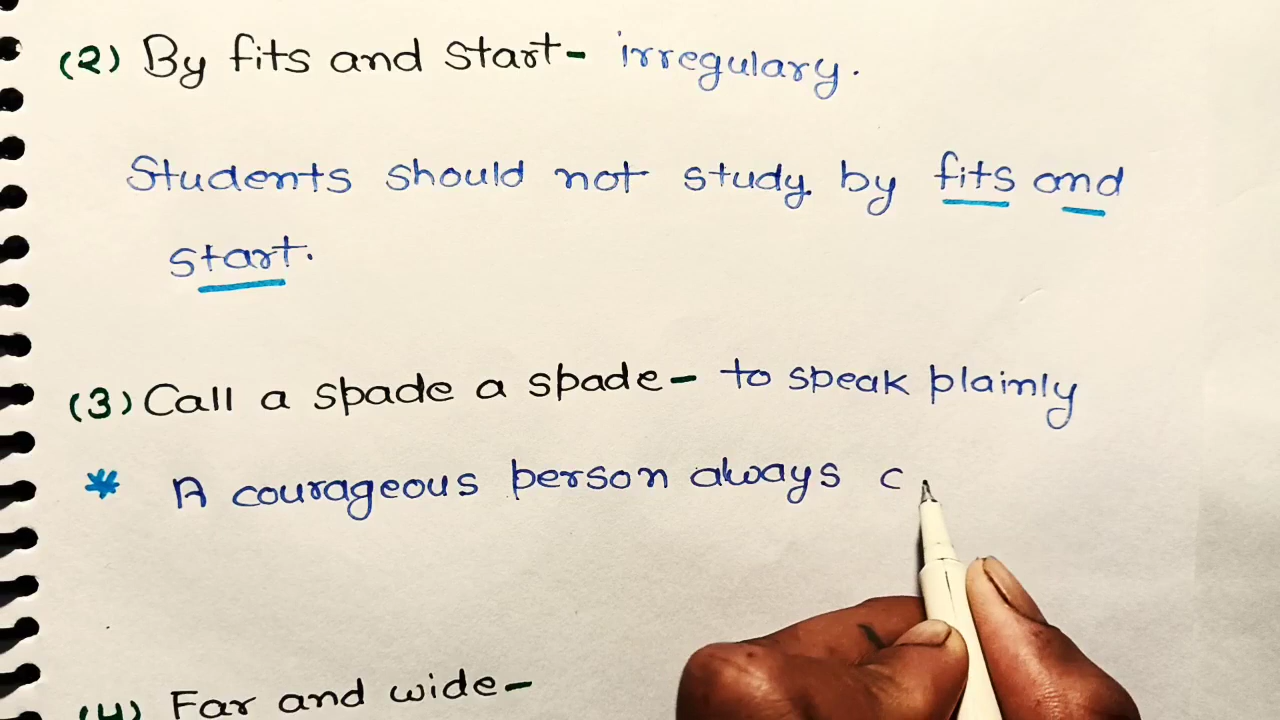 (2) By fits and start- irregulary.
Students should not study by fits and
start.
(3) Call a spade a spade- to speak plainly
* A courageous person always c
(4) Far and wide-